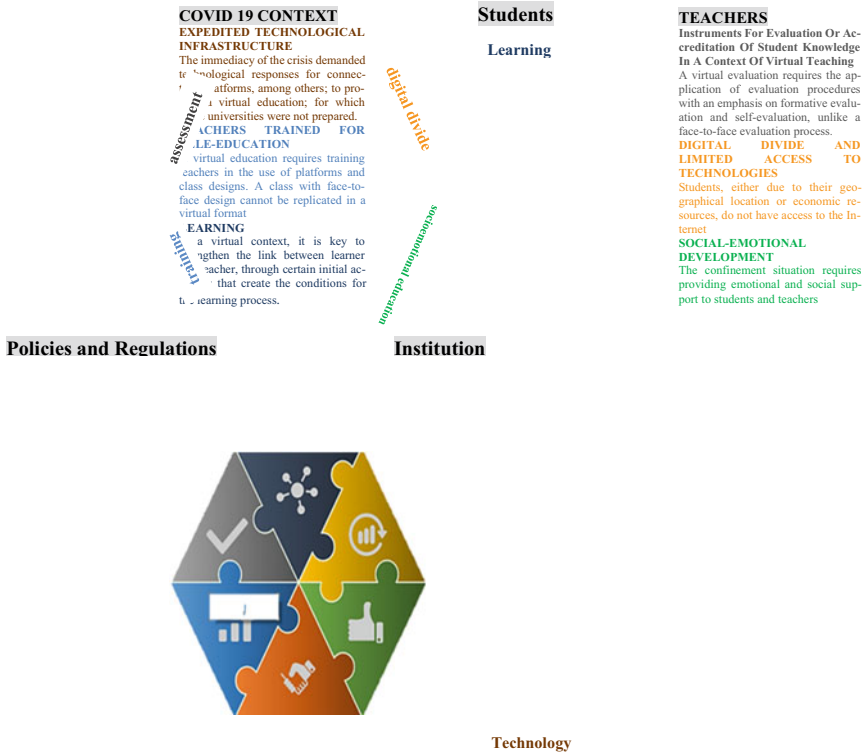 COVID 19 CONTEXT
EXPEDITED TECHNOLOGICAL
INFRASTRUCTURE
The immediacy of the crisis demanded
responses for connec-
atforms, among others; to pro-
virtual education; for which
universities were not prepared.
ACHERS TRAINED FOR
LE-EDUCATION
virtual education requires training
eachers in the use of platforms and
class designs. A class with face-to-
face design cannot be replicated in a
virtual format
EARNING
a virtual context, it is key to
ngthen the link between learner
eacher, through certain initial ac-
that create the conditions for
learning process.
assessment
training
Students
Learning
digital divide
socioemotional education
TEACHERS
Instruments For Evaluation Or Ac-
creditation Of Student Knowledge
In A Context Of Virtual Teaching
A virtual evaluation requires the ap-
plication of evaluation procedures
with an emphasis on formative evalu-
ation and self-evaluation, unlike a
face-to-face evaluation process.
DIGITAL DIVIDE AND
LIMITED ACCESS TO
TECHNOLOGIES
Students, either due to their geo-
graphical location or economic re-
sources, do not have access to the In-
ternet
SOCIAL-EMOTIONAL
DEVELOPMENT
The confinement situation requires
providing emotional and social sup-
port to students and teachers
Policies and Regulations
Institution
Technology